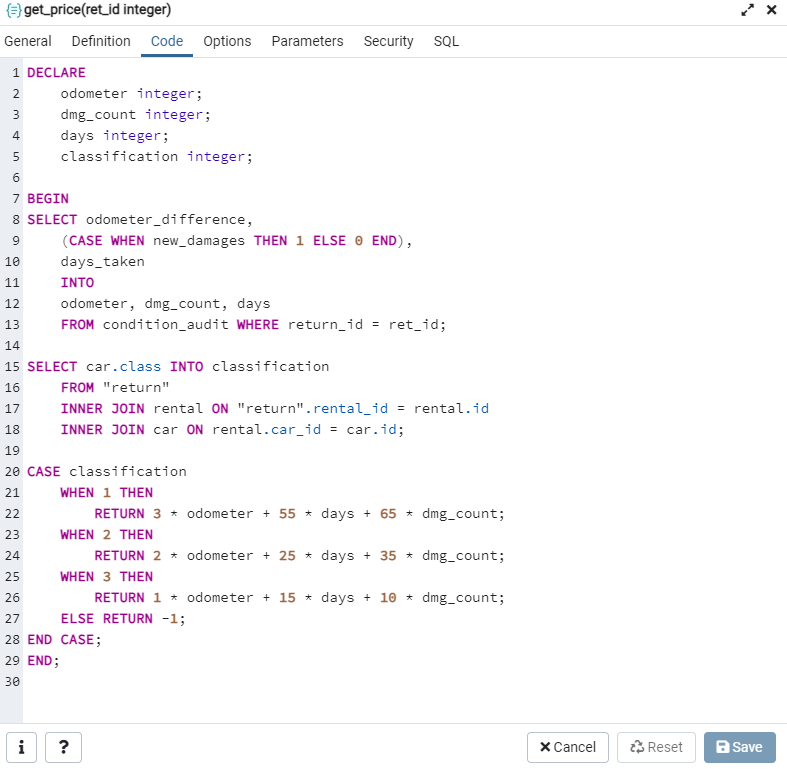 get_price(ret_id integer)
General Definition Code Options Parameters Security SQL
1 DECLARE
2 odometer integer;
3 dmg_count integer;
4 days integer;
5 classification integer;
6
7 BEGIN
8 SELECT odometer_difference,
9 (CASE WHEN new_damages THEN 1 ELSE 0 END),
10 days_taken
11 INTO
12 odometer, dmg_count, days
13 FROM condition_audit WHERE return_id = ret_id;
14
15 SELECT car.class INTO classification
16 FROM "return"
17 INNER JOIN rental ON "return".rental_id = rental.id
18 INNER JOIN car ON rental.car_id = car.id;
19
20 CASE classification
21 WHEN 1 THEN
22 RETURN 3 * odometer + 55 * days + 65 * dmg_count;
23 WHEN 2 THEN
24 RETURN 2 * odometer + 25 * days + 35 * dmg_count;
25 WHEN 3 THEN
26 RETURN 1 * odometer + 15 * days + 10 * dmg_count;
27 ELSE RETURN -1;
28 END CASE;
29 END;
30
i ? Cancel Reset Save